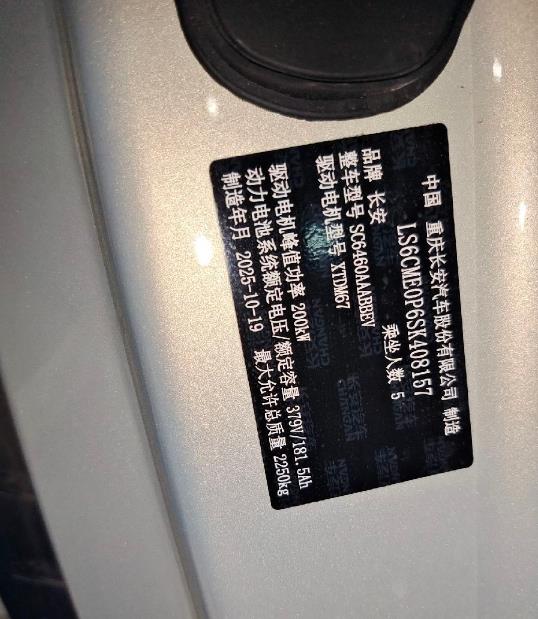 中国 重庆长安汽车股份有限公司 制造
LS6CME0P6SK408157
品牌 长安 乘坐人数 5
整车型号 SC6460AAABBEV
驱动电机型号 XTDM67
驱动电机峰值功率 200kW
动力电池系统额定电压/额定容量 379V/181.5Ah
制造年月 2025-10-19 最大允许总质量 2250kg